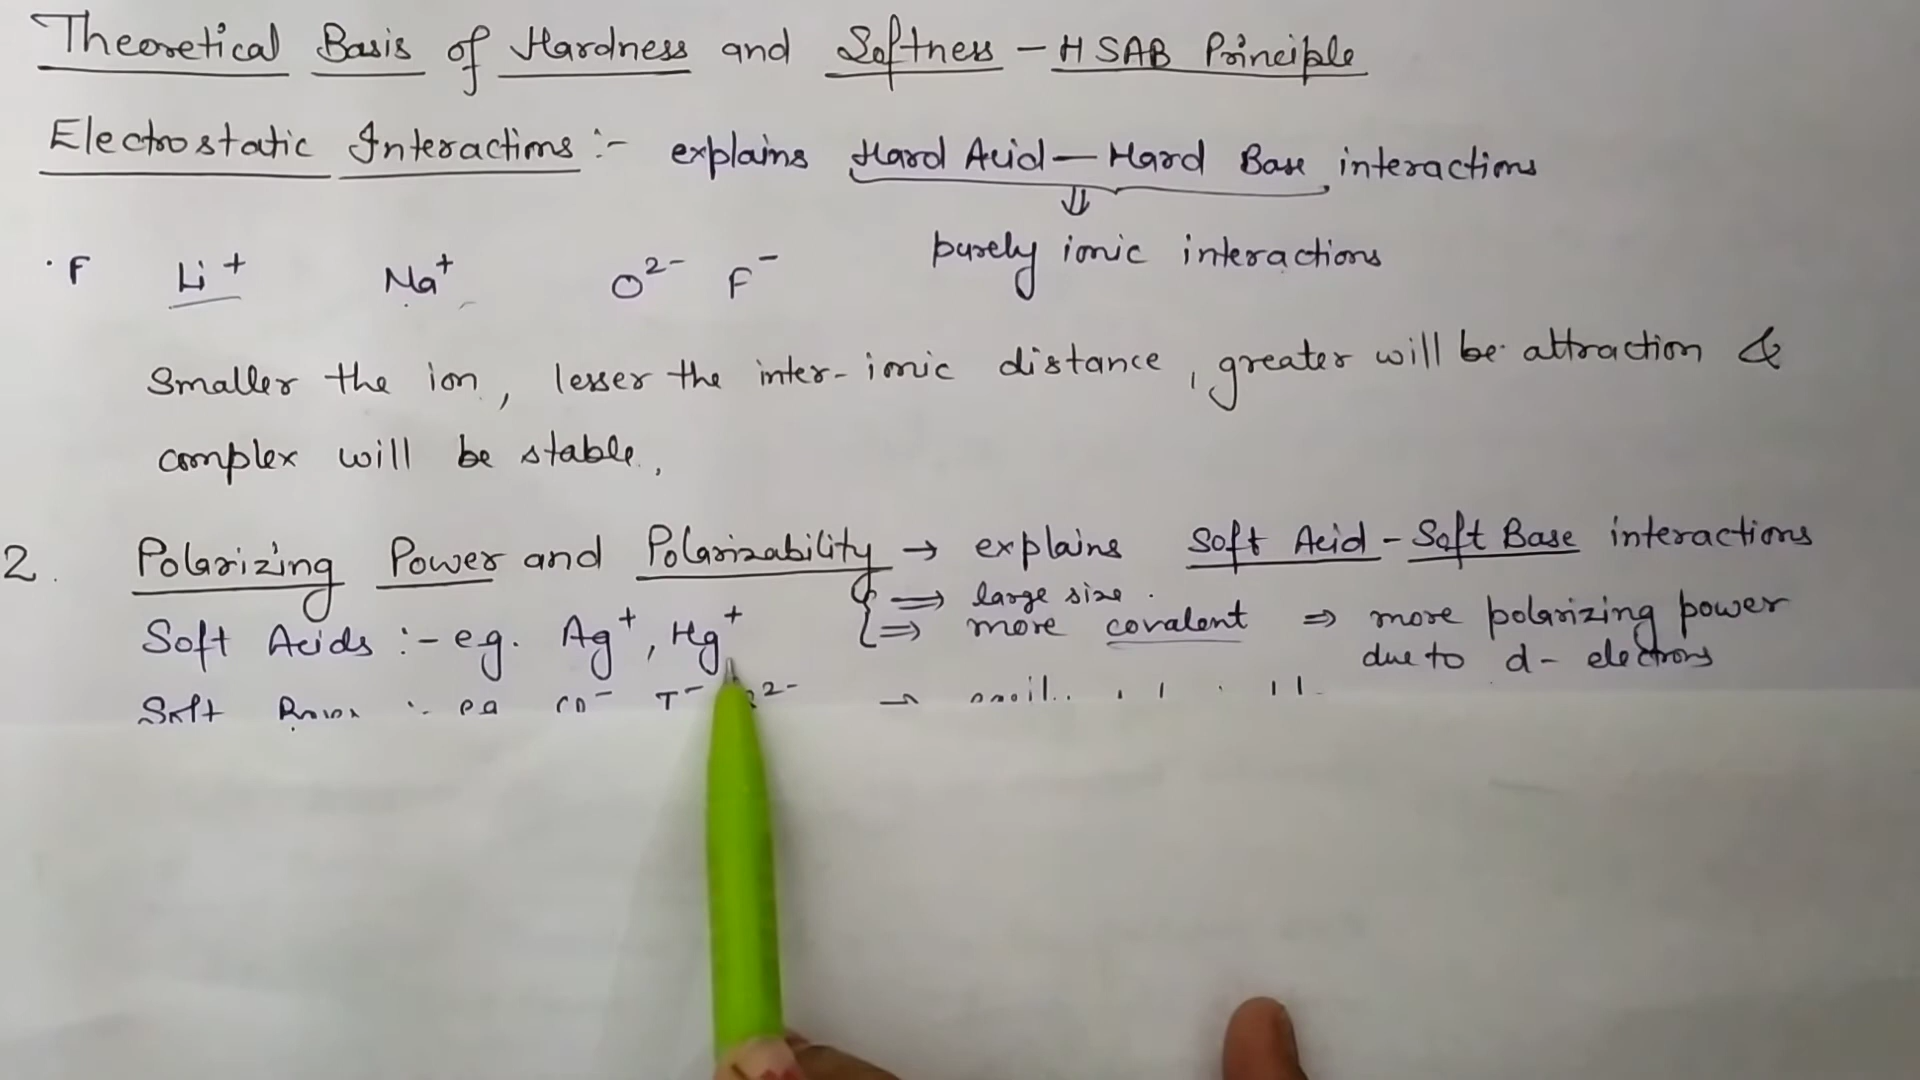 Theoretical Basis of Hardness and Softness - HSAB Principle
Electrostatic Interactions :- explains Hard Acid - Hard Base interactions
⇓
purely ionic interactions
· F Li⁺ Na⁺ O²⁻ F⁻
Smaller the ion, lesser the inter-ionic distance, greater will be attraction &
complex will be stable.
2. Polarizing Power and Polarizability → explains Soft Acid - Soft Base interactions
⇒ large size.
Soft Acids :- eg. Ag⁺, Hg⁺ ⇒ more covalent ⇒ more polarizing power
due to d- electrons
Soft